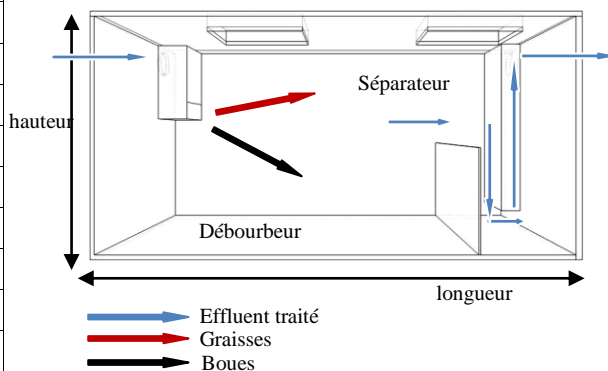 Séparateur
hauteur
Débourbeur
longueur
Effluent traité
Graisses
Boues